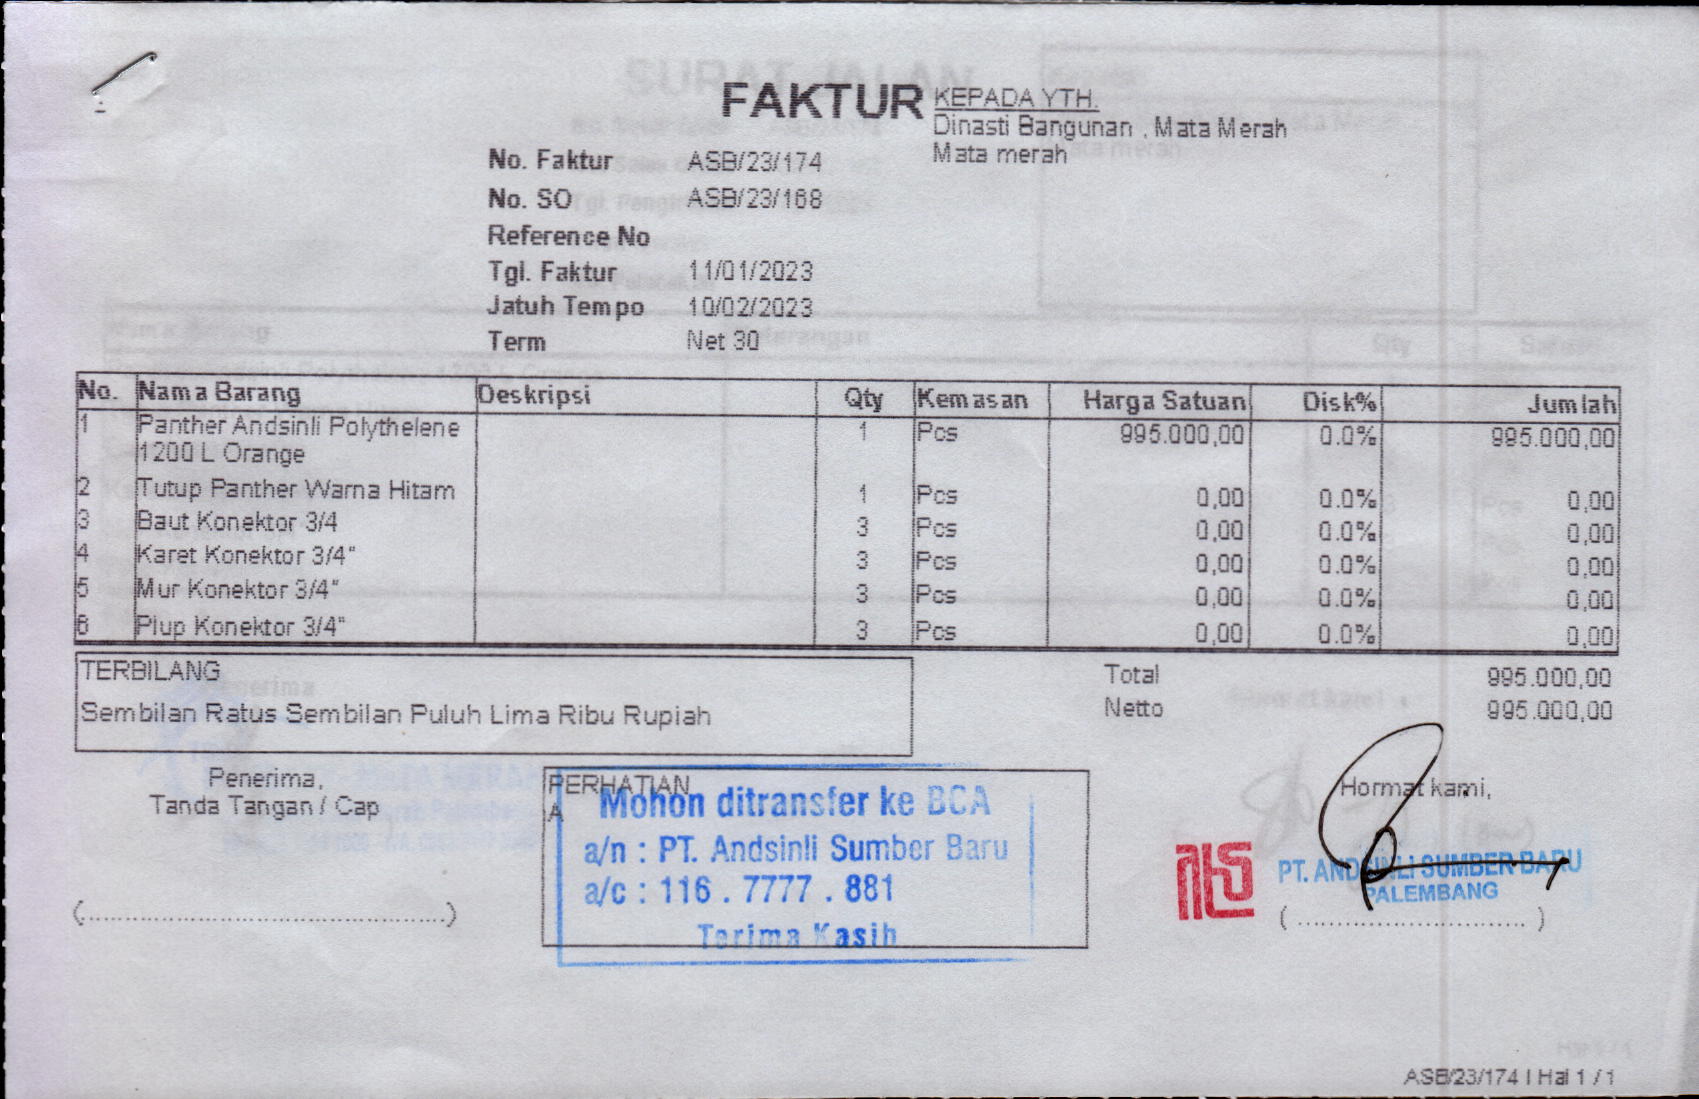 FAKTUR
KEPADA YTH.
Dinasti Bangunan , Mata Merah
Mata merah
No. Faktur ASB/23/174
No. SO ASB/23/168
Reference No
Tgl. Faktur 11/01/2023
Jatuh Tempo 10/02/2023
Term Net 30
No. Nama Barang Deskripsi Qty Kemasan Harga Satuan Disk% Jumlah
1 Panther Andsinli Polythelene 1 Pcs 995.000,00 0.0% 995.000,00
1200 L Orange
2 Tutup Panther Warna Hitam 1 Pcs 0,00 0.0% 0,00
3 Baut Konektor 3/4 3 Pcs 0,00 0.0% 0,00
4 Karet Konektor 3/4" 3 Pcs 0,00 0.0% 0,00
5 Mur Konektor 3/4" 3 Pcs 0,00 0.0% 0,00
6 Plup Konektor 3/4" 3 Pcs 0,00 0.0% 0,00
TERBILANG
Sembilan Ratus Sembilan Puluh Lima Ribu Rupiah
Total 995.000,00
Netto 995.000,00
Penerima,
Tanda Tangan / Cap
(....................................................)
PERHATIAN
A
Mohon ditransfer ke BCA
a/n : PT. Andsinli Sumber Baru
a/c : 116 . 7777 . 881
Terima Kasih
Hormat kami,
PT. ANDSINLI SUMBER BARU
PALEMBANG
( ................................ )
ASB/23/174 | Hal 1 / 1